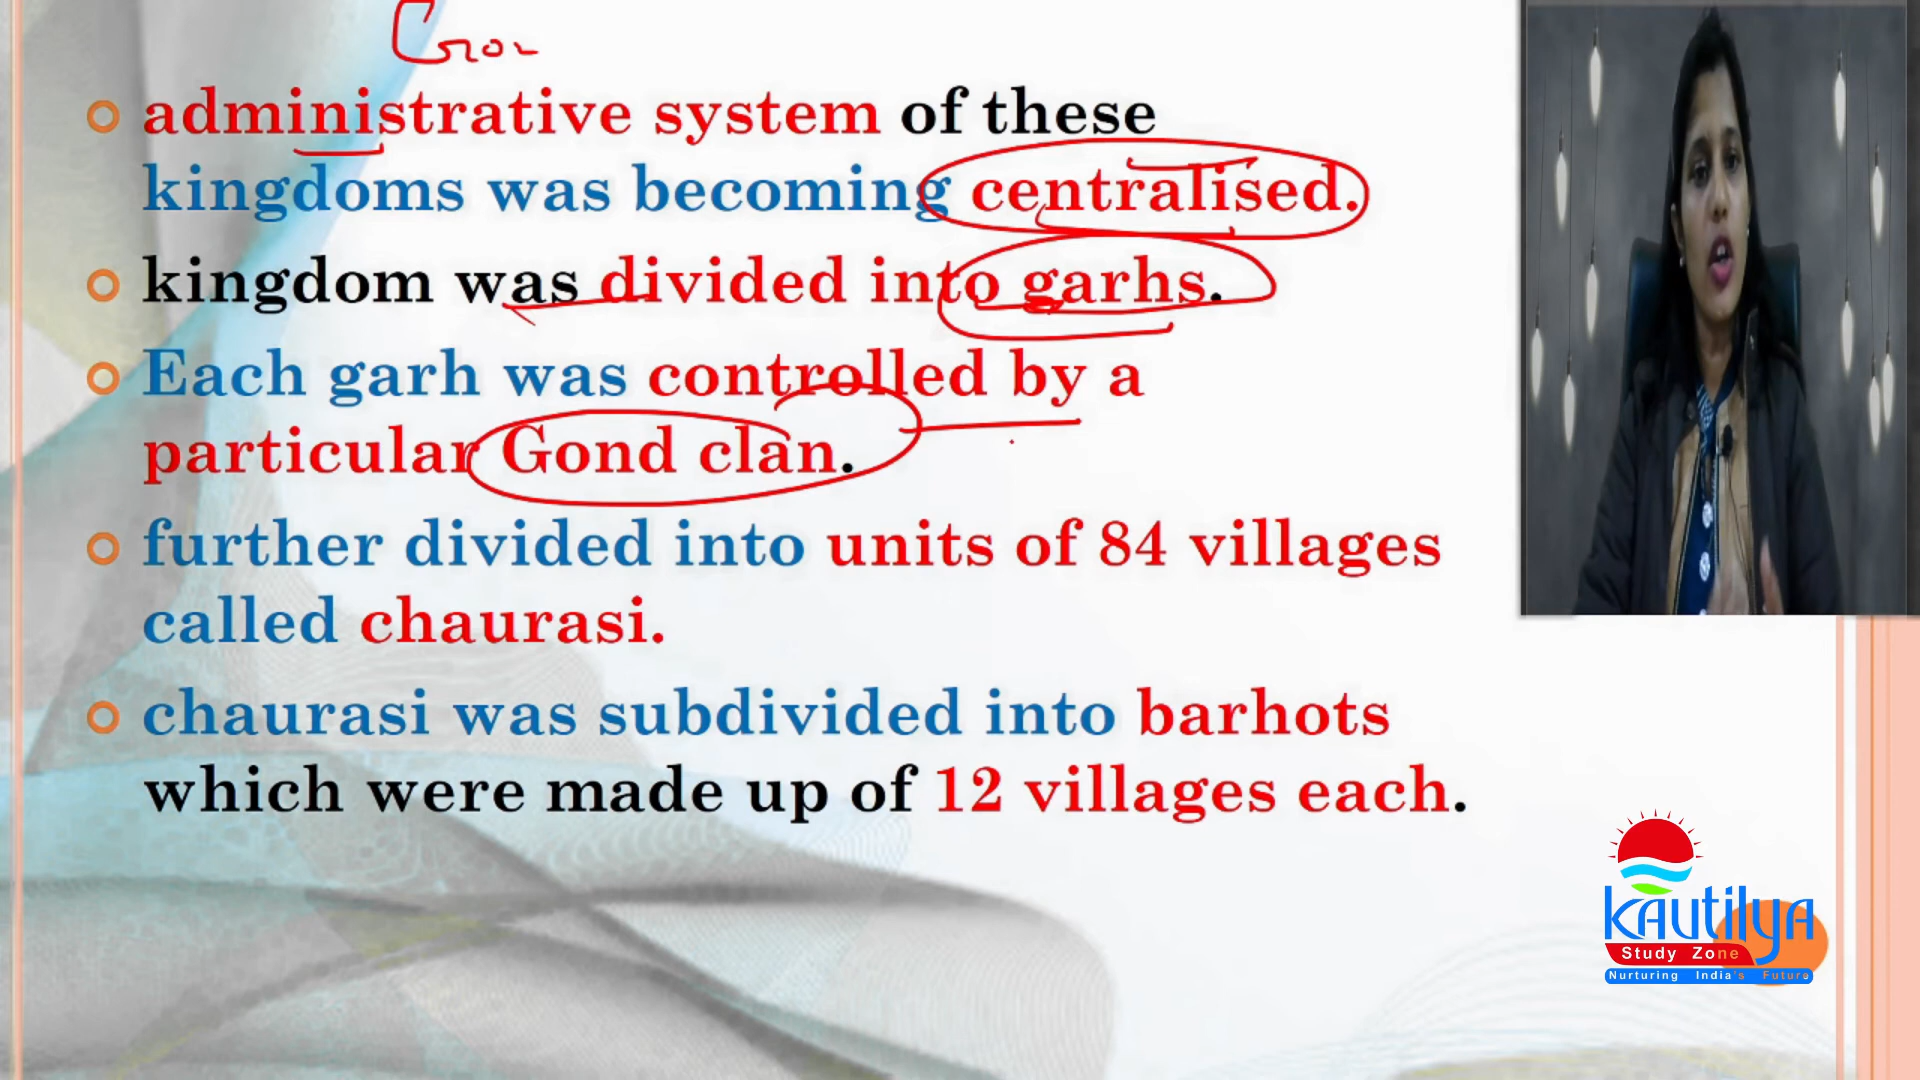 administrative system of these
kingdoms was becoming centralised.
kingdom was divided into garhs.
Each garh was controlled by a
particular Gond clan.
further divided into units of 84 villages
called chaurasi.
chaurasi was subdivided into barhots
which were made up of 12 villages each.
Kautilya
Study Zone
Nurturing India's Future